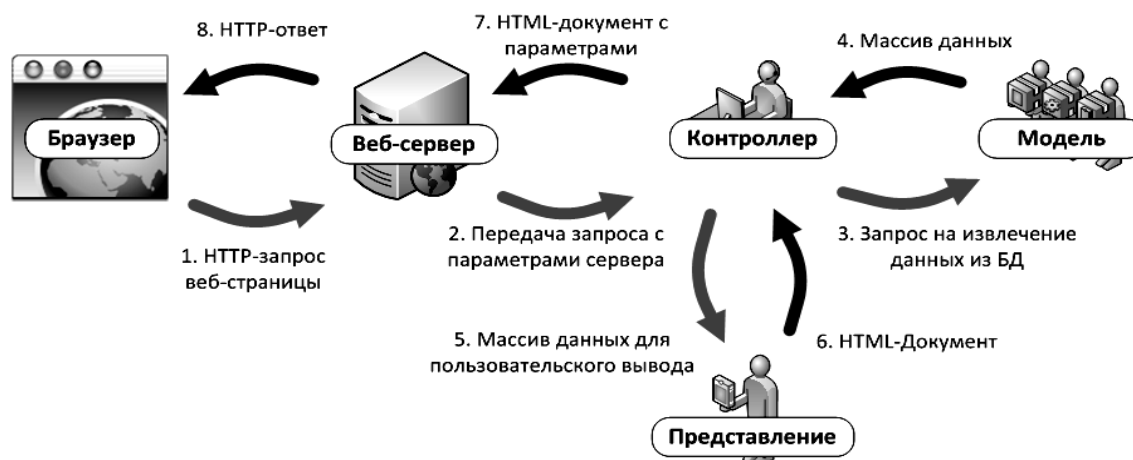 8. HTTP-ответ
7. HTML-документ с
параметрами
4. Массив данных
Браузер
Веб-сервер
Контроллер
Модель
1. HTTP-запрос
веб-страницы
2. Передача запроса с
параметрами сервера
3. Запрос на извлечение
данных из БД
5. Массив данных для
пользовательского вывода
6. HTML-Документ
Представление